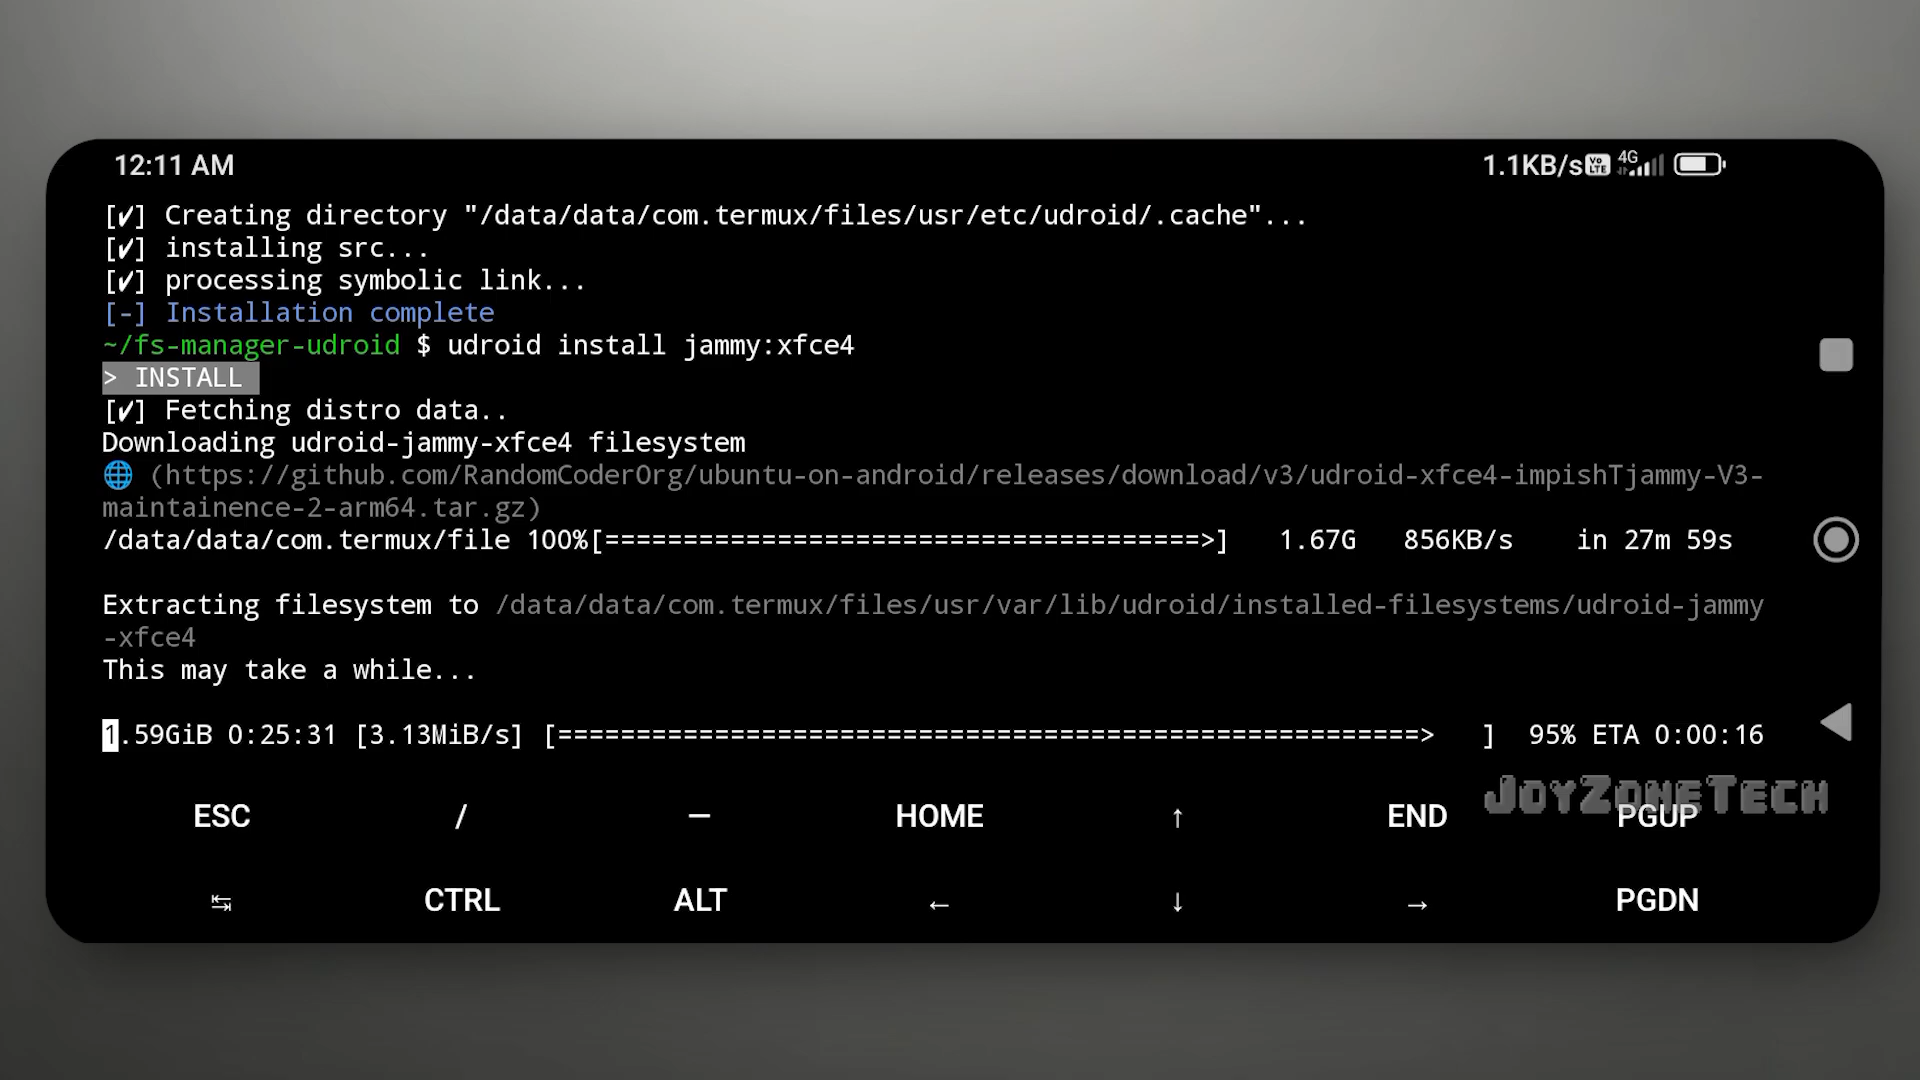 12:11 AM 1.1KB/s Vo LTE 4G
[✓] Creating directory "/data/data/com.termux/files/usr/etc/udroid/.cache"...
[✓] installing src...
[✓] processing symbolic link...
[-] Installation complete
~/fs-manager-udroid $ udroid install jammy:xfce4
> INSTALL
[✓] Fetching distro data..
Downloading udroid-jammy-xfce4 filesystem
🌐 (https://github.com/RandomCoderOrg/ubuntu-on-android/releases/download/v3/udroid-xfce4-impishTjammy-V3-
maintainence-2-arm64.tar.gz)
/data/data/com.termux/file 100%[======================================>] 1.67G 856KB/s in 27m 59s
Extracting filesystem to /data/data/com.termux/files/usr/var/lib/udroid/installed-filesystems/udroid-jammy
-xfce4
This may take a while...
1.59GiB 0:25:31 [3.13MiB/s] [=======================================================> ] 95% ETA 0:00:16
JoyZoneTech
ESC / — HOME ↑ END PGUP
↹ CTRL ALT ← ↓ → PGDN